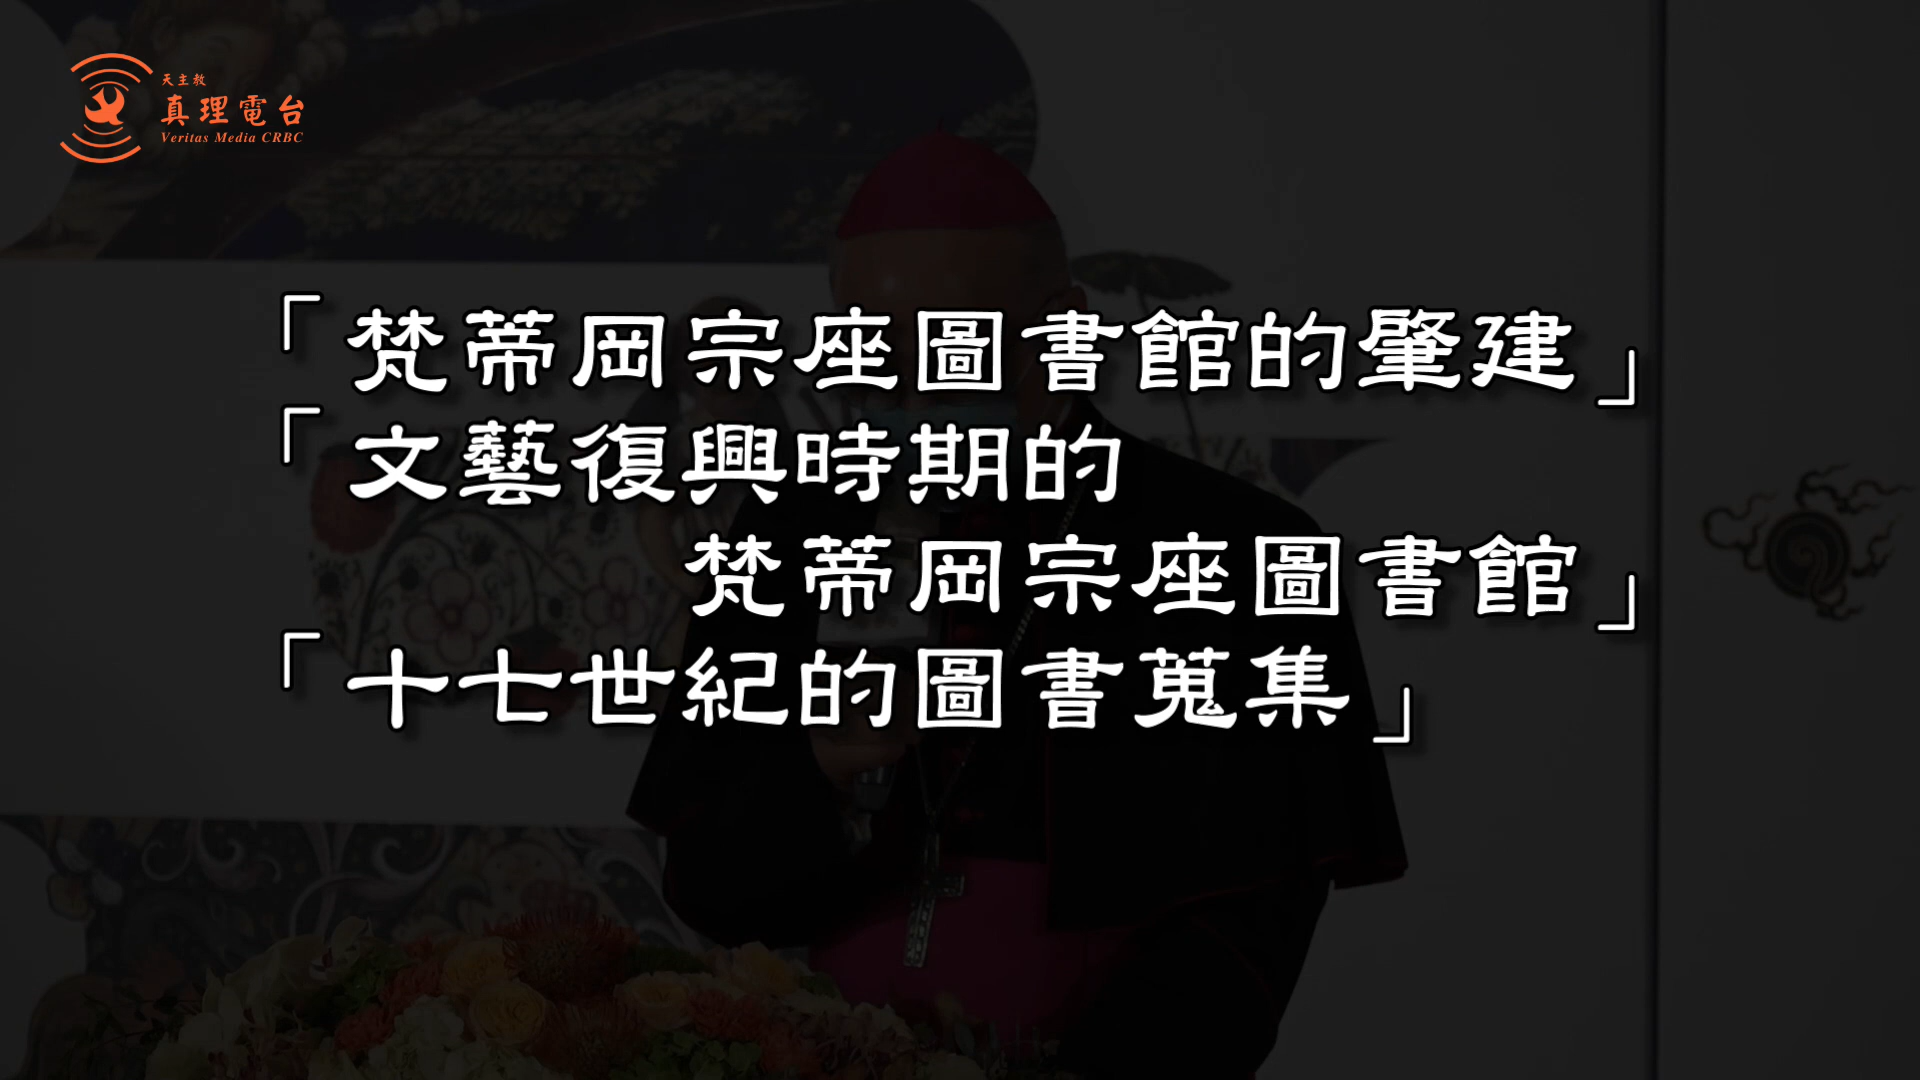 天主教
真理電台
Veritas Media CRBC
「梵蒂岡宗座圖書館的肇建」
「文藝復興時期的
梵蒂岡宗座圖書館」
「十七世紀的圖書蒐集」